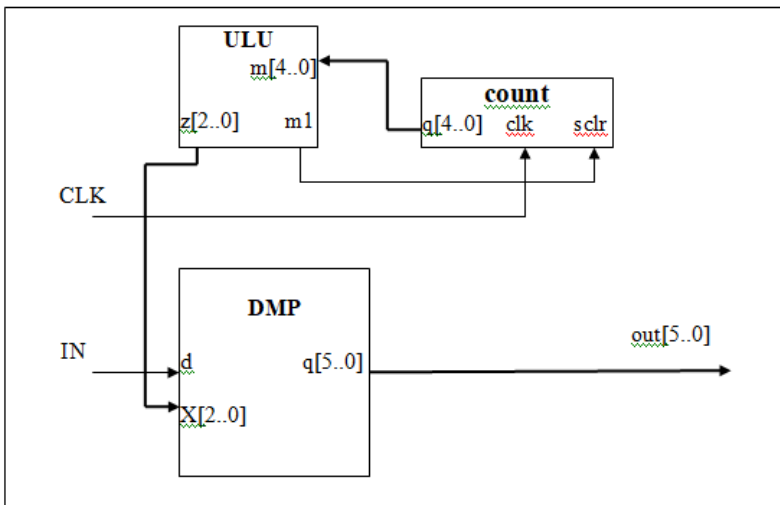 ULU
m[4..0]
z[2..0] m1
count
q[4..0] clk sclr
CLK
DMP
IN
d q[5..0]
out[5..0]
X[2..0]